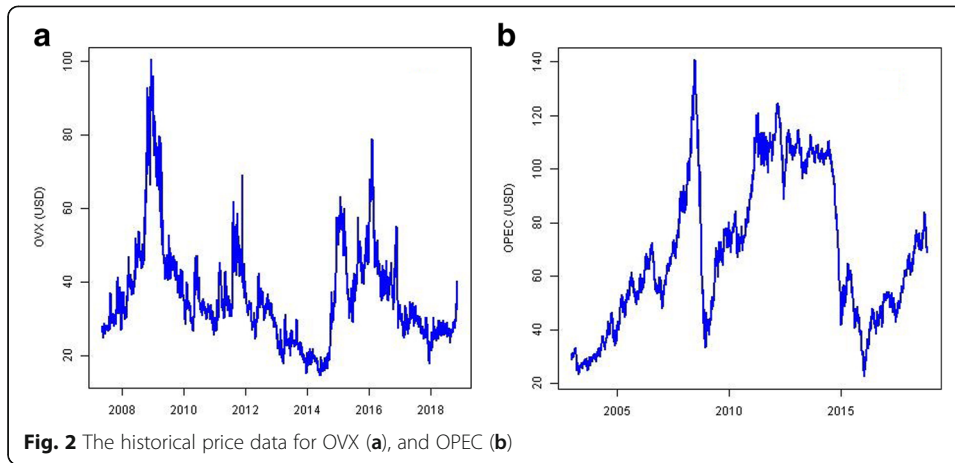 a
b
100
80
60
40
20
OVX (USD)
2008 2010 2012 2014 2016 2018
140
120
100
80
60
40
20
OPEC (USD)
2005 2010 2015
Fig. 2 The historical price data for OVX (a), and OPEC (b)